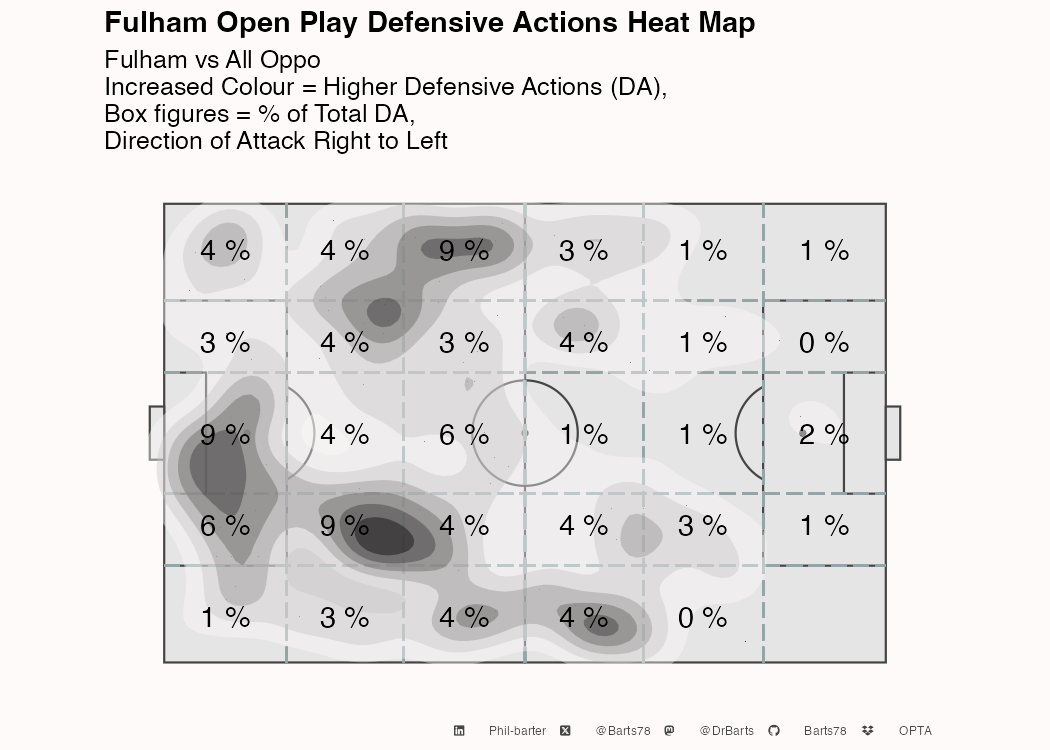 Fulham Open Play Defensive Actions Heat Map
Fulham vs All Oppo
Increased Colour = Higher Defensive Actions (DA),
Box figures = % of Total DA,
Direction of Attack Right to Left
4 % 4 % 9 % 3 % 1 % 1 %
3 % 4 % 3 % 4 % 1 % 0 %
9 % 4 % 6 % 1 % 1 % 2 %
6 % 9 % 4 % 4 % 3 % 1 %
1 % 3 % 4 % 4 % 0 %
Phil-barter @Barts78 @DrBarts Barts78 OPTA